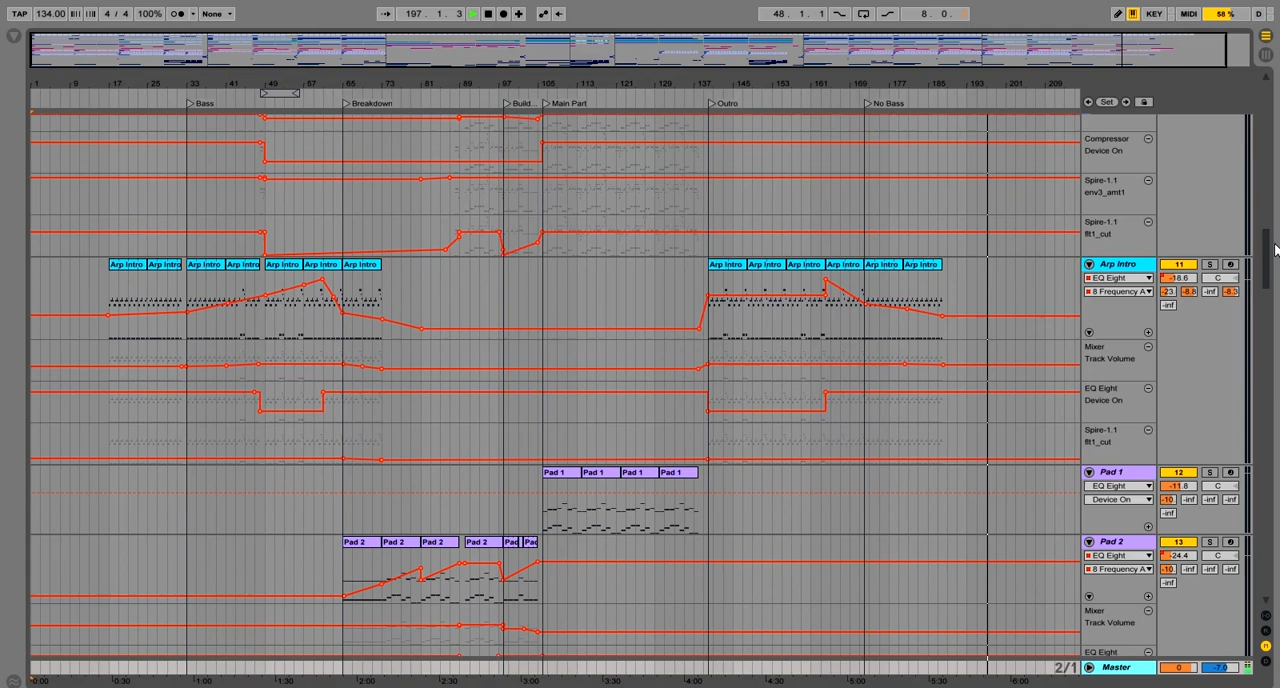 TAP 134.00 4 / 4 100% None 197. 1. 3 48. 1. 1 8. 0. KEY MIDI 58 % D
1 9 17 25 33 41 49 57 65 73 81 89 97 105 113 121 129 137 145 153 161 169 177 185 193 201 209
Bass Breakdown Build... Main Part Outro No Bass Set
Compressor
Device On
Spire-1.1
env3_amt1
Spire-1.1
flt1_cut
Arp Intro Arp Intro Arp Intro Arp Intro Arp Intro Arp Intro Arp Intro Arp Intro Arp Intro Arp Intro Arp Intro Arp Intro Arp Intro Arp Intro 11 S
EQ Eight -18.6 C
8 Frequency A -23. -8.8 -inf -8.3
-inf
Mixer
Track Volume
EQ Eight
Device On
Spire-1.1
flt1_cut
Pad 1 Pad 1 Pad 1 Pad 1 Pad 1 12 S
EQ Eight -11.8 C
Device On -10. -inf -inf -inf
-inf
Pad 2 Pad 2 Pad 2 Pad 2 Pad Pad Pad 2 13 S
EQ Eight -24.4 C
8 Frequency A -10. -inf -inf -inf
-inf
Mixer
Track Volume
EQ Eight
2/1 Master 0 -7.0
0:00 0:30 1:00 1:30 2:00 2:30 3:00 3:30 4:00 4:30 5:00 5:30 6:00